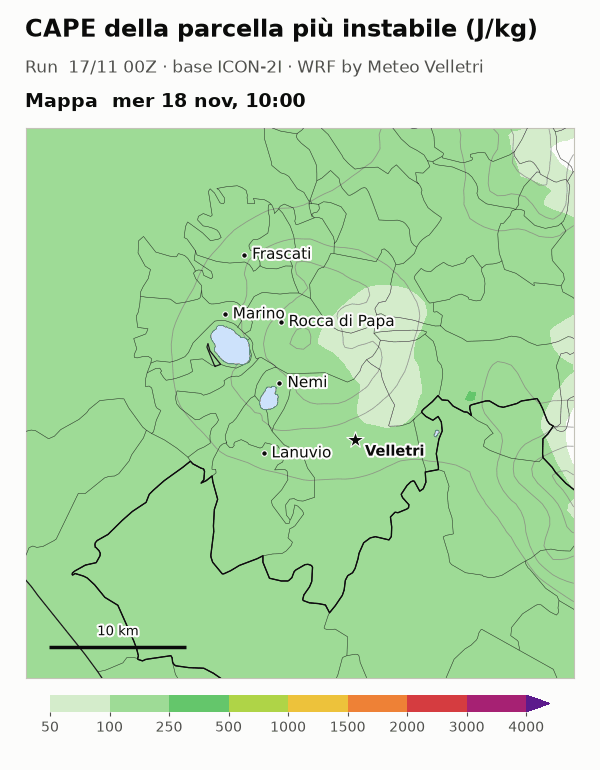 CAPE della parcella più instabile (J/kg)
Run  17/11 00Z · base ICON-2I · WRF by Meteo Velletri
Mappa  mer 18 nov, 10:00
Frascati
Marino
Rocca di Papa
Nemi
Velletri
Lanuvio
10 km
50 100 250 500 1000 1500 2000 3000 4000